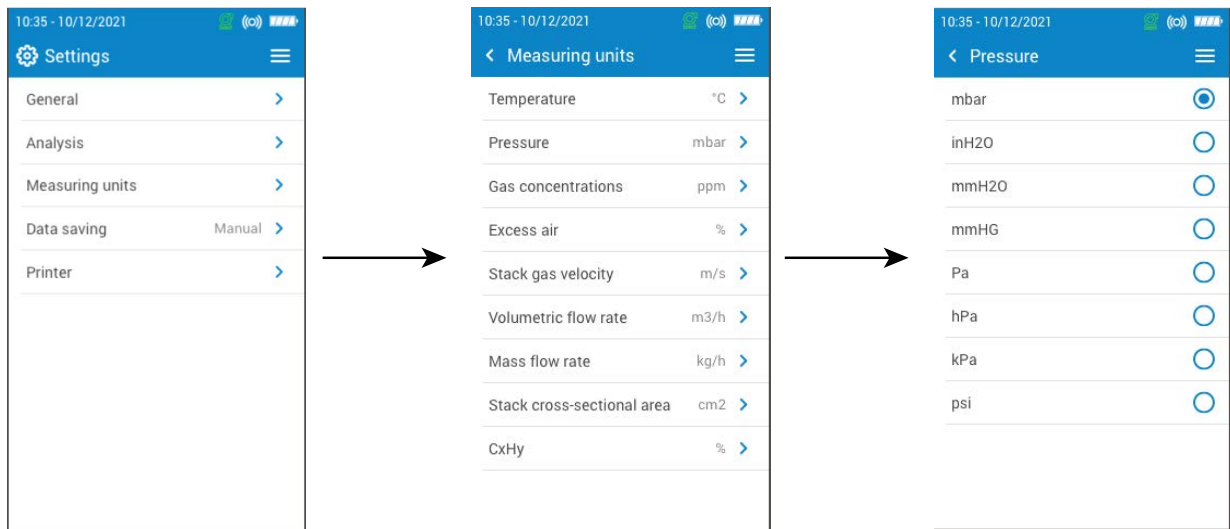 10:35 - 10/12/2021
Settings
General
Analysis
Measuring units
Data saving Manual
Printer
10:35 - 10/12/2021
Measuring units
Temperature °C
Pressure mbar
Gas concentrations ppm
Excess air %
Stack gas velocity m/s
Volumetric flow rate m3/h
Mass flow rate kg/h
Stack cross-sectional area cm2
CxHy %
10:35 - 10/12/2021
Pressure
mbar
inH2O
mmH2O
mmHG
Pa
hPa
kPa
psi